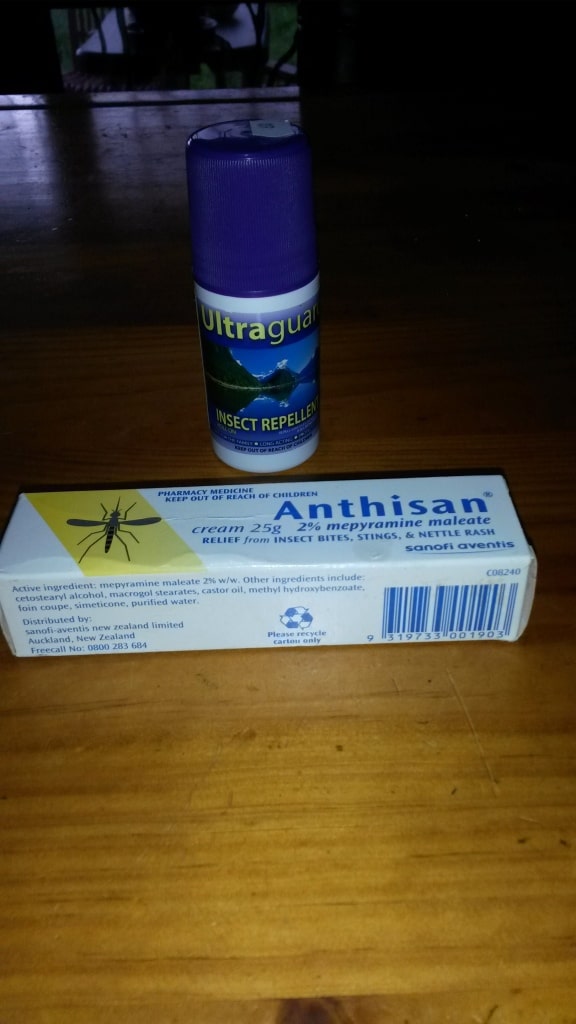 Ultraguar
INSECT REPELLEN
LONG ACTING
KEEP OUT OF REACH OF
PHARMACY MEDICINE
KEEP OUT OF REACH OF CHILDREN
Anthisan®
cream 25g 2% mepyramine maleate
RELIEF from INSECT BITES, STINGS, & NETTLE RASH
sanofi aventis
Active ingredient: mepyramine maleate 2% w/w. Other ingredients include:
cetostearyl alcohol, macrogol stearates, castor oil, methyl hydroxybenzoate,
foin coupe, simeticone, purified water.
Distributed by:
sanofi-aventis new zealand limited
Auckland, New Zealand
Freecall No: 0800 283 684
Please recycle
carton only
C08240
9 319733 001903